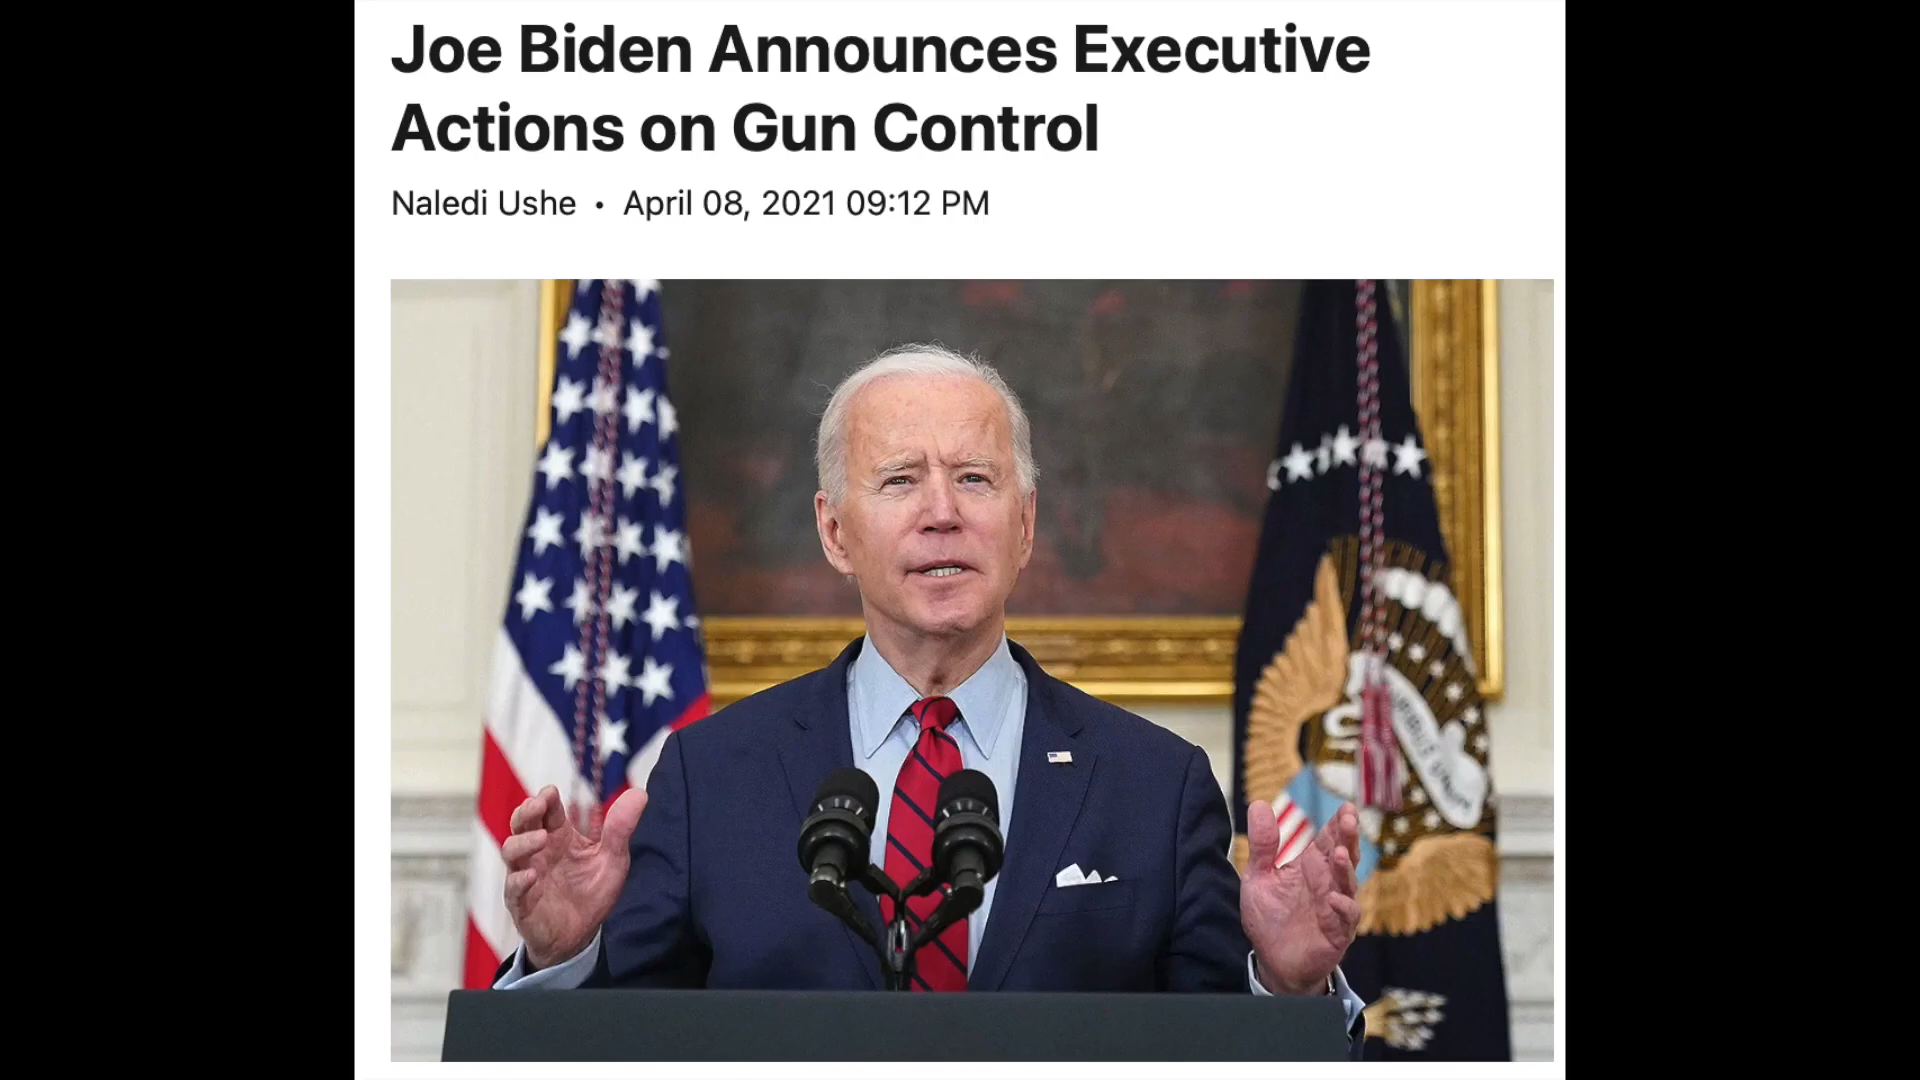 Joe Biden Announces Executive
Actions on Gun Control
Naledi Ushe • April 08, 2021 09:12 PM